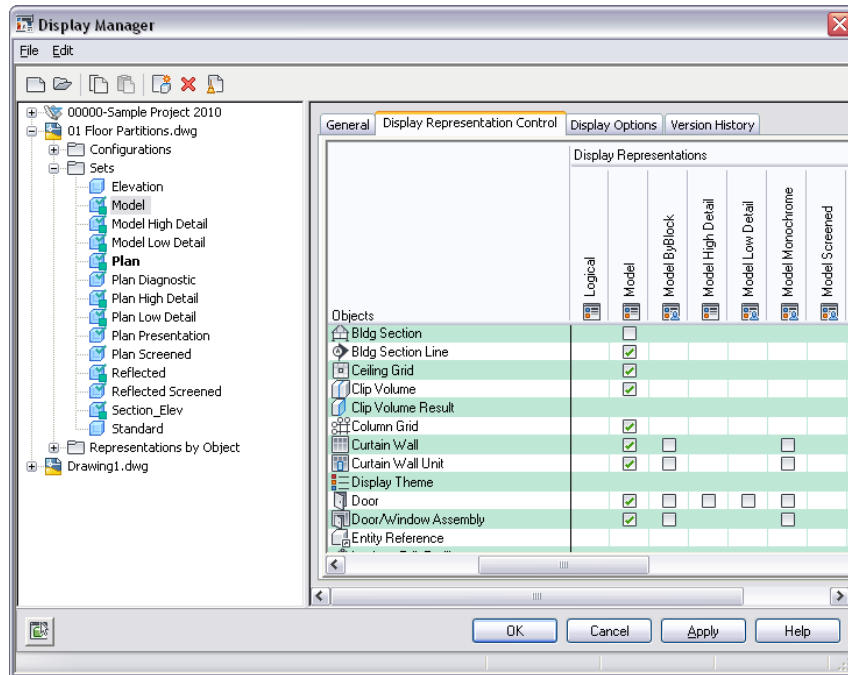 Display Manager
File Edit
00000-Sample Project 2010
01 Floor Partitions.dwg
Configurations
Sets
Elevation
Model
Model High Detail
Model Low Detail
Plan
Plan Diagnostic
Plan High Detail
Plan Low Detail
Plan Presentation
Plan Screened
Reflected
Reflected Screened
Section_Elev
Standard
Representations by Object
Drawing1.dwg
General Display Representation Control Display Options Version History
Display Representations
Logical
Model
Model ByBlock
Model High Detail
Model Low Detail
Model Monochrome
Model Screened
Objects
Bldg Section
Bldg Section Line
Ceiling Grid
Clip Volume
Clip Volume Result
Column Grid
Curtain Wall
Curtain Wall Unit
Display Theme
Door
Door/Window Assembly
Entity Reference
OK Cancel Apply Help